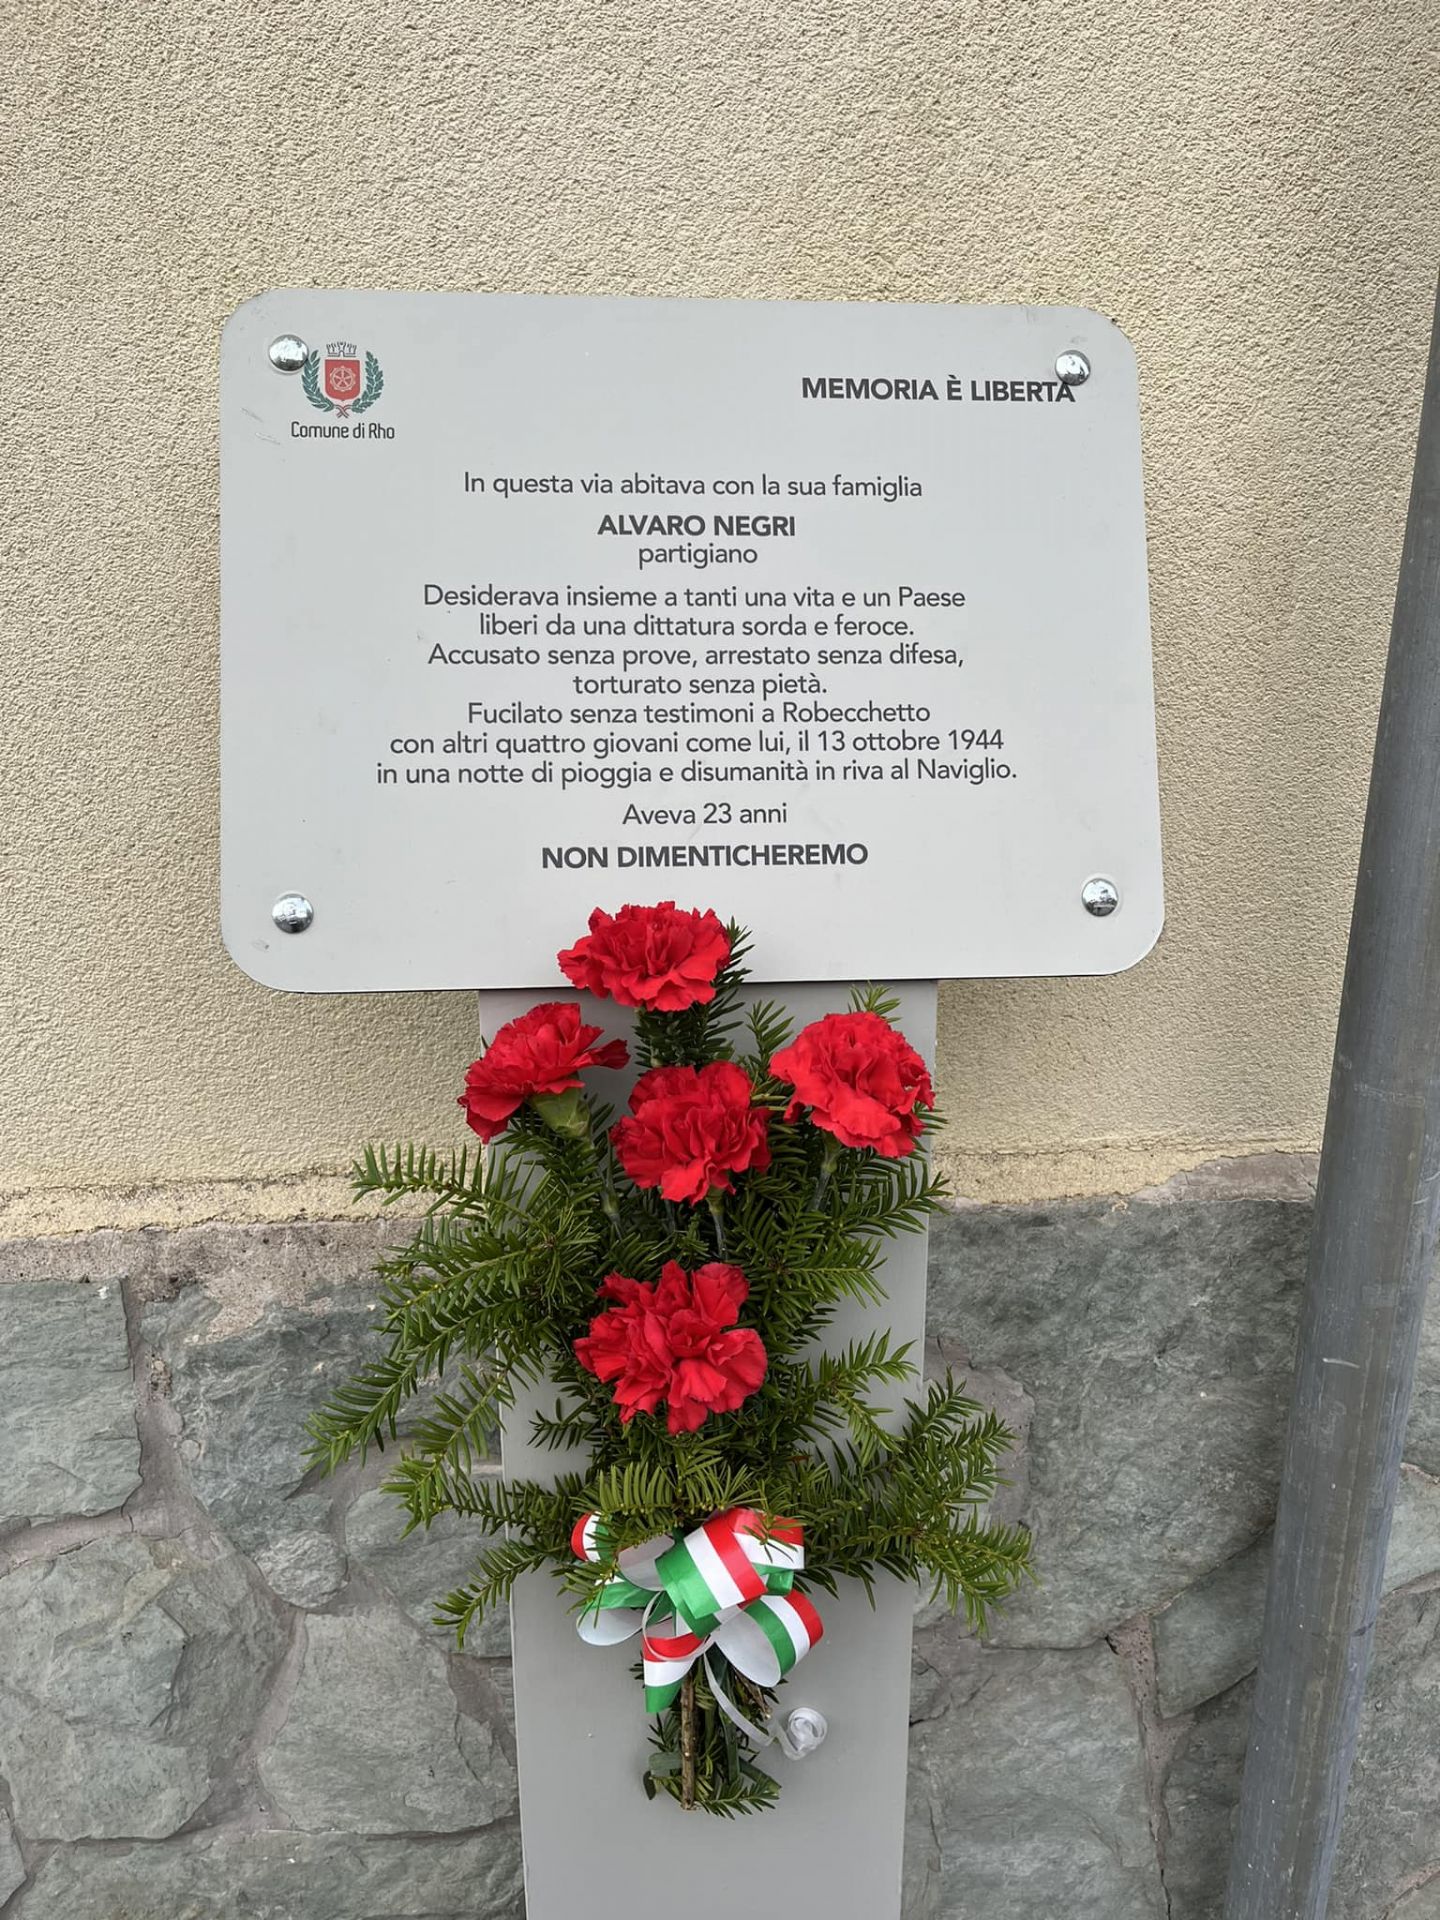 Comune di Rho
MEMORIA È LIBERTÀ
In questa via abitava con la sua famiglia
ALVARO NEGRI
partigiano
Desiderava insieme a tanti una vita e un Paese
liberi da una dittatura sorda e feroce.
Accusato senza prove, arrestato senza difesa,
torturato senza pietà.
Fucilato senza testimoni a Robecchetto
con altri quattro giovani come lui, il 13 ottobre 1944
in una notte di pioggia e disumanità in riva al Naviglio.
Aveva 23 anni
NON DIMENTICHEREMO